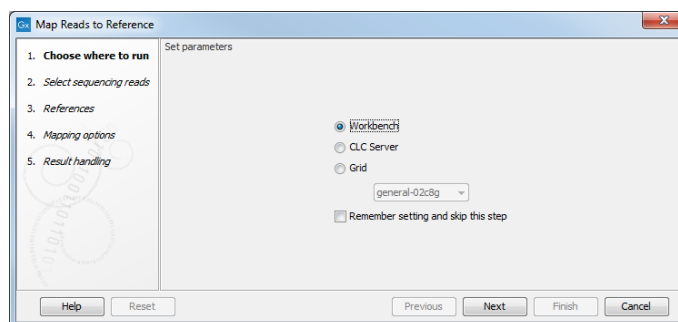 Gx Map Reads to Reference
1. Choose where to run
2. Select sequencing reads
3. References
4. Mapping options
5. Result handling
Set parameters
Workbench
CLC Server
Grid
general-02c8g
Remember setting and skip this step
Help Reset Previous Next Finish Cancel